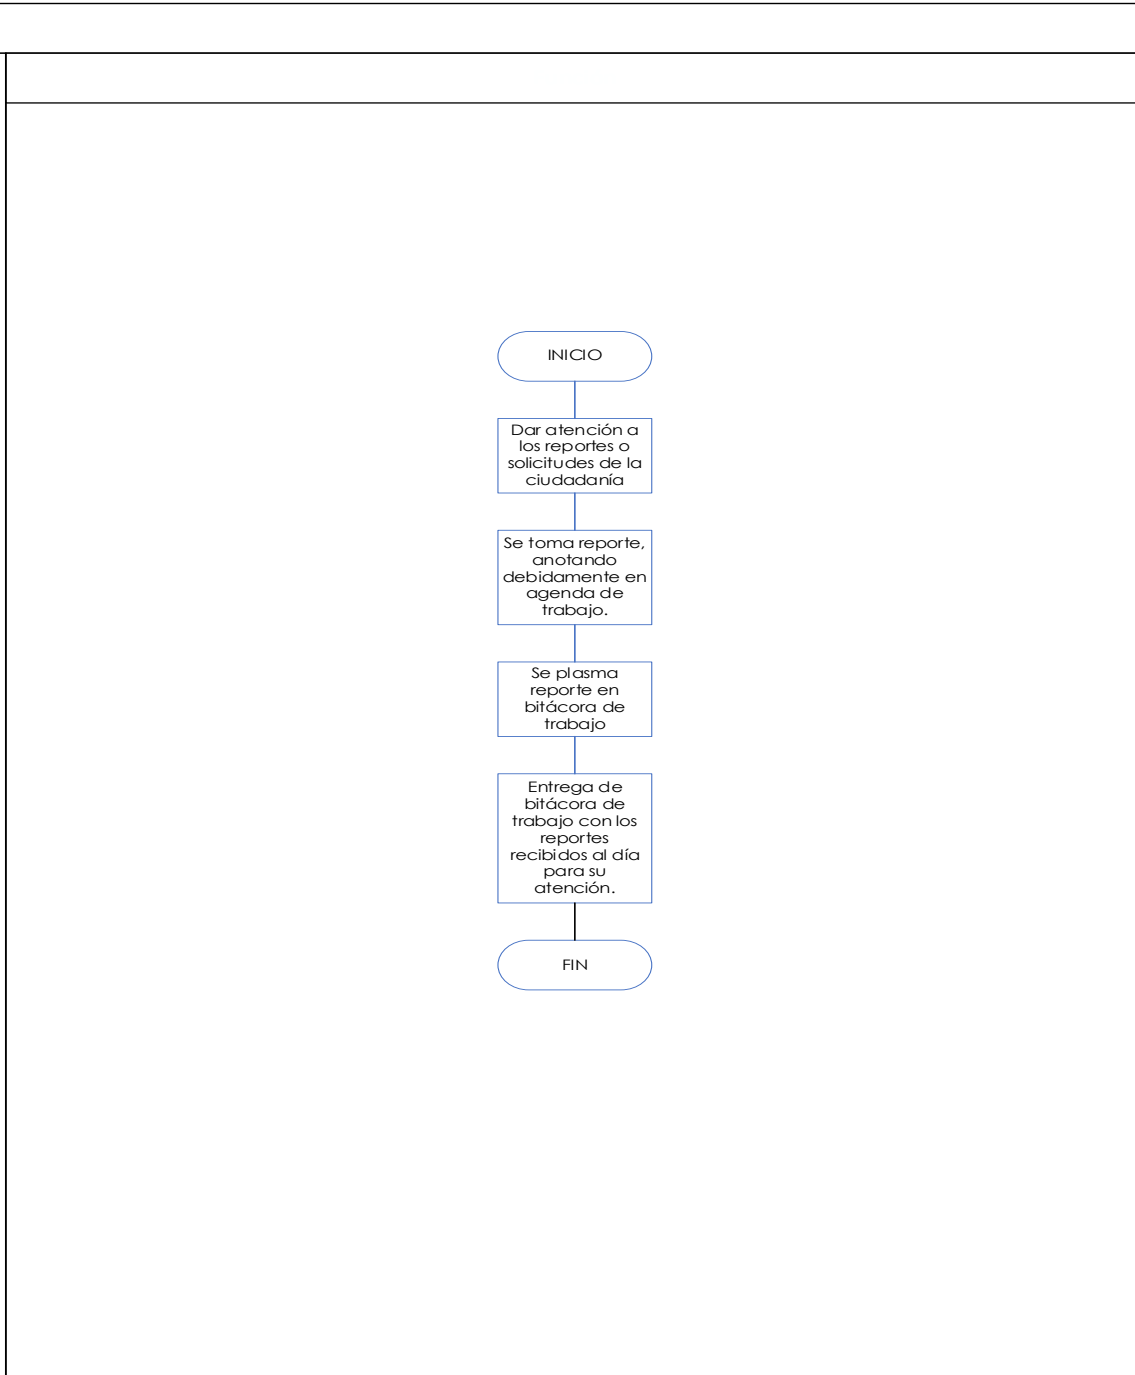 INICIO
Dar atención a
los reportes o
solicitudes de la
ciudadanía
Se toma reporte,
anotando
debidamente en
agenda de
trabajo.
Se plasma
reporte en
bitácora de
trabajo
Entrega de
bitácora de
trabajo con los
reportes
recibidos al día
para su
atención.
FIN